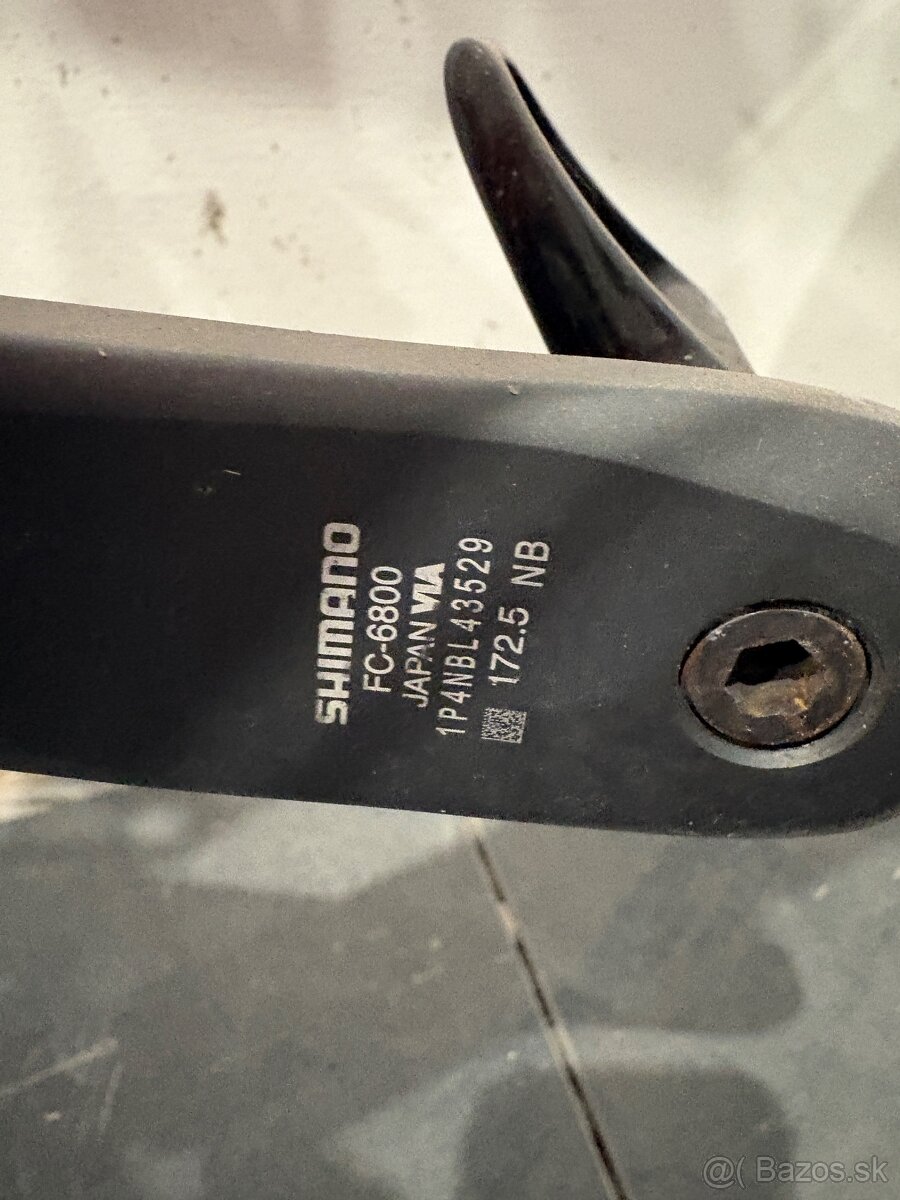 SHIMANO
FC-6800
JAPAN VIA
1P4NBL43529
172.5 NB
@( Bazos.sk